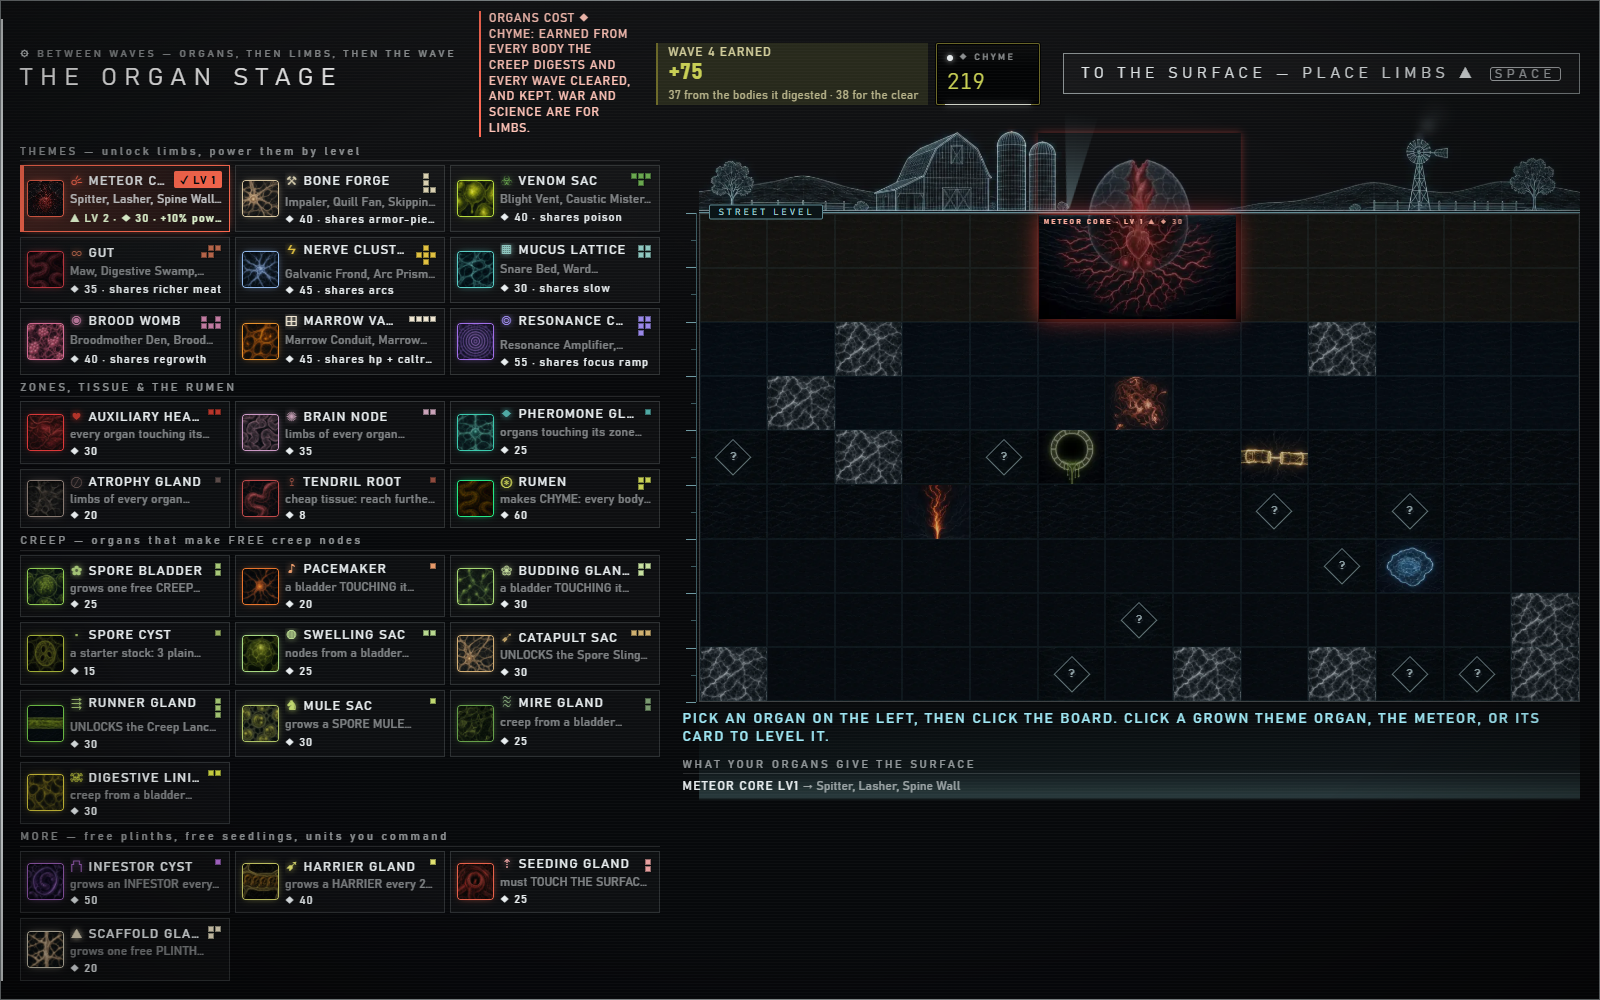 BETWEEN WAVES — ORGANS, THEN LIMBS, THEN THE WAVE
THE ORGAN STAGE
ORGANS COST ◆
CHYME: EARNED FROM
EVERY BODY THE
CREEP DIGESTS AND
EVERY WAVE CLEARED,
AND KEPT. WAR AND
SCIENCE ARE FOR
LIMBS.
WAVE 4 EARNED
+75
37 from the bodies it digested · 38 for the clear
◆ CHYME
219
TO THE SURFACE — PLACE LIMBS ▲ SPACE
THEMES — unlock limbs, power them by level
METEOR C... ✓ LV 1
Spitter, Lasher, Spine Wall...
▲ LV 2 · ◆ 30 · +10% pow...
BONE FORGE
Impaler, Quill Fan, Skippin...
◆ 40 · shares armor-pie...
VENOM SAC
Blight Vent, Caustic Mister...
◆ 40 · shares poison
GUT
Maw, Digestive Swamp,...
◆ 35 · shares richer meat
NERVE CLUST...
Galvanic Frond, Arc Prism...
◆ 45 · shares arcs
MUCUS LATTICE
Snare Bed, Ward...
◆ 30 · shares slow
BROOD WOMB
Broodmother Den, Brood...
◆ 40 · shares regrowth
MARROW VA...
Marrow Conduit, Marrow...
◆ 45 · shares hp + caltr...
RESONANCE C...
Resonance Amplifier,...
◆ 55 · shares focus ramp
ZONES, TISSUE & THE RUMEN
AUXILIARY HEA...
every organ touching its...
◆ 30
BRAIN NODE
limbs of every organ...
◆ 35
PHEROMONE GL...
organs touching its zone...
◆ 25
ATROPHY GLAND
limbs of every organ...
◆ 20
TENDRIL ROOT
cheap tissue: reach furthe...
◆ 8
RUMEN
makes CHYME: every body...
◆ 60
CREEP — organs that make FREE creep nodes
SPORE BLADDER
grows one free CREEP...
◆ 25
PACEMAKER
a bladder TOUCHING it...
◆ 20
BUDDING GLAN...
a bladder TOUCHING it...
◆ 30
SPORE CYST
a starter stock: 3 plain...
◆ 15
SWELLING SAC
nodes from a bladder...
◆ 25
CATAPULT SAC
UNLOCKS the Spore Sling...
◆ 30
RUNNER GLAND
UNLOCKS the Creep Lanc...
◆ 30
MULE SAC
grows a SPORE MULE...
◆ 30
MIRE GLAND
creep from a bladder...
◆ 25
DIGESTIVE LINI...
creep from a bladder...
◆ 30
MORE — free plinths, free seedlings, units you command
INFESTOR CYST
grows an INFESTOR every...
◆ 50
HARRIER GLAND
grows a HARRIER every 2...
◆ 40
SEEDING GLAND
must TOUCH THE SURFAC...
◆ 25
SCAFFOLD GLA...
grows one free PLINTH...
◆ 20
STREET LEVEL
METEOR CORE · LV 1 ▲ ◆ 30
?
?
?
?
?
?
?
?
?
PICK AN ORGAN ON THE LEFT, THEN CLICK THE BOARD. CLICK A GROWN THEME ORGAN, THE METEOR, OR ITS
CARD TO LEVEL IT.
WHAT YOUR ORGANS GIVE THE SURFACE
METEOR CORE LV1 → Spitter, Lasher, Spine Wall